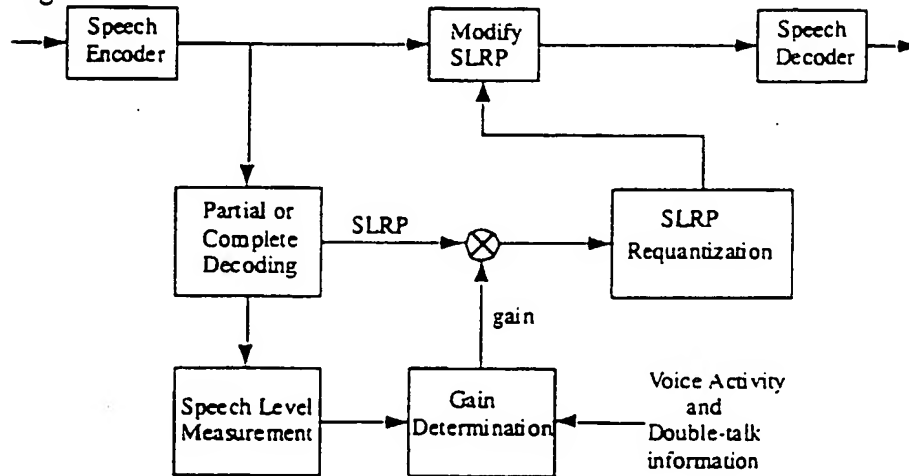 Speech
Encoder
Modify
SLRP
Speech
Decoder
Partial or
Complete
Decoding
SLRP
SLRP
Requantization
gain
Speech Level
Measurement
Gain
Determination
Voice Activity
and
Double-talk
information